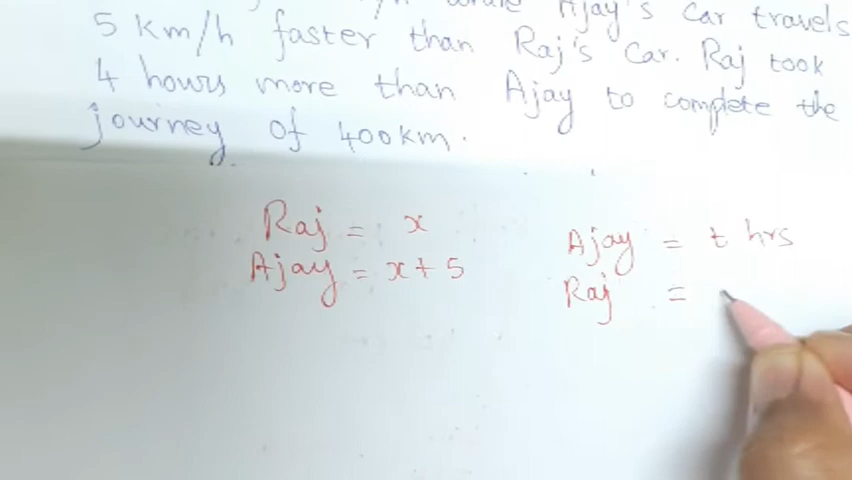 Ajay's car travels
5 km/h faster than Raj's car. Raj took
4 hours more than Ajay to complete the
journey of 400km.
Raj = x
Ajay = x + 5
Ajay = t hrs
Raj =